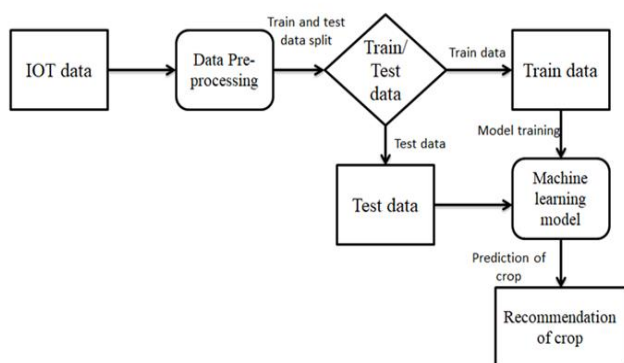 Train and test
data split
IOT data
Data Pre-
processing
Train/
Test
data
Train data
Train data
Test data
Model training
Test data
Machine
learning
model
Prediction of
crop
Recommendation
of crop